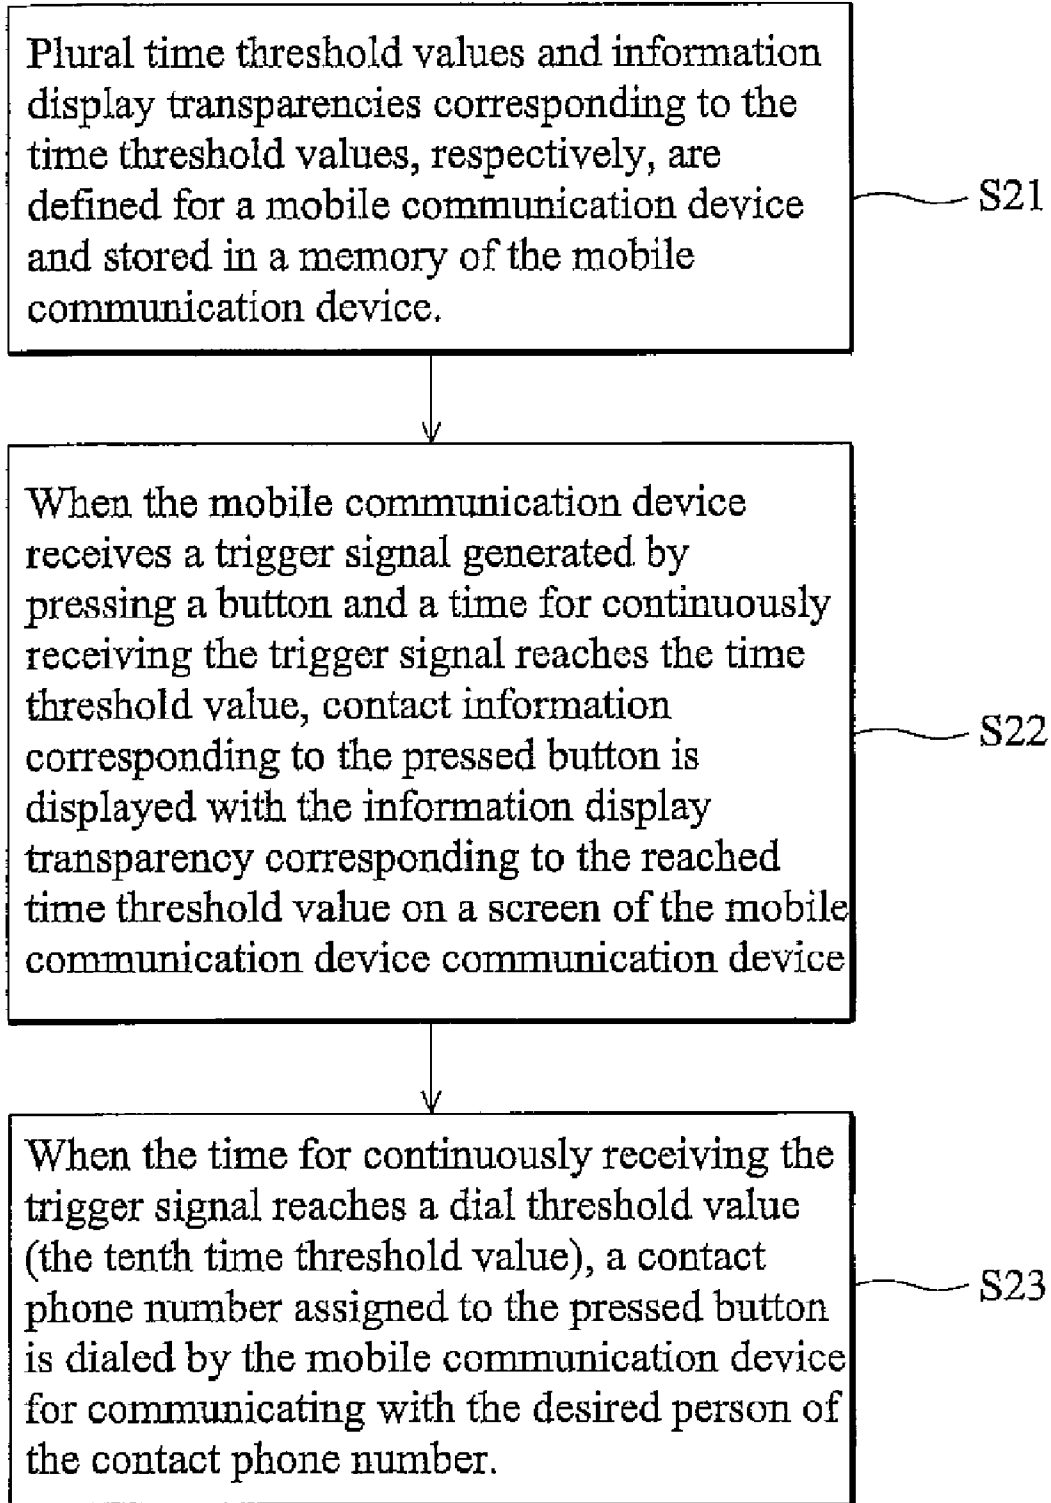 Plural time threshold values and information
display transparencies corresponding to the
time threshold values, respectively, are
defined for a mobile communication device
and stored in a memory of the mobile
communication device.
S21
When the mobile communication device
receives a trigger signal generated by
pressing a button and a time for continuously
receiving the trigger signal reaches the time
threshold value, contact information
corresponding to the pressed button is
displayed with the information display
transparency corresponding to the reached
time threshold value on a screen of the mobile
communication device communication device
S22
When the time for continuously receiving the
trigger signal reaches a dial threshold value
(the tenth time threshold value), a contact
phone number assigned to the pressed button
is dialed by the mobile communication device
for communicating with the desired person of
the contact phone number.
S23